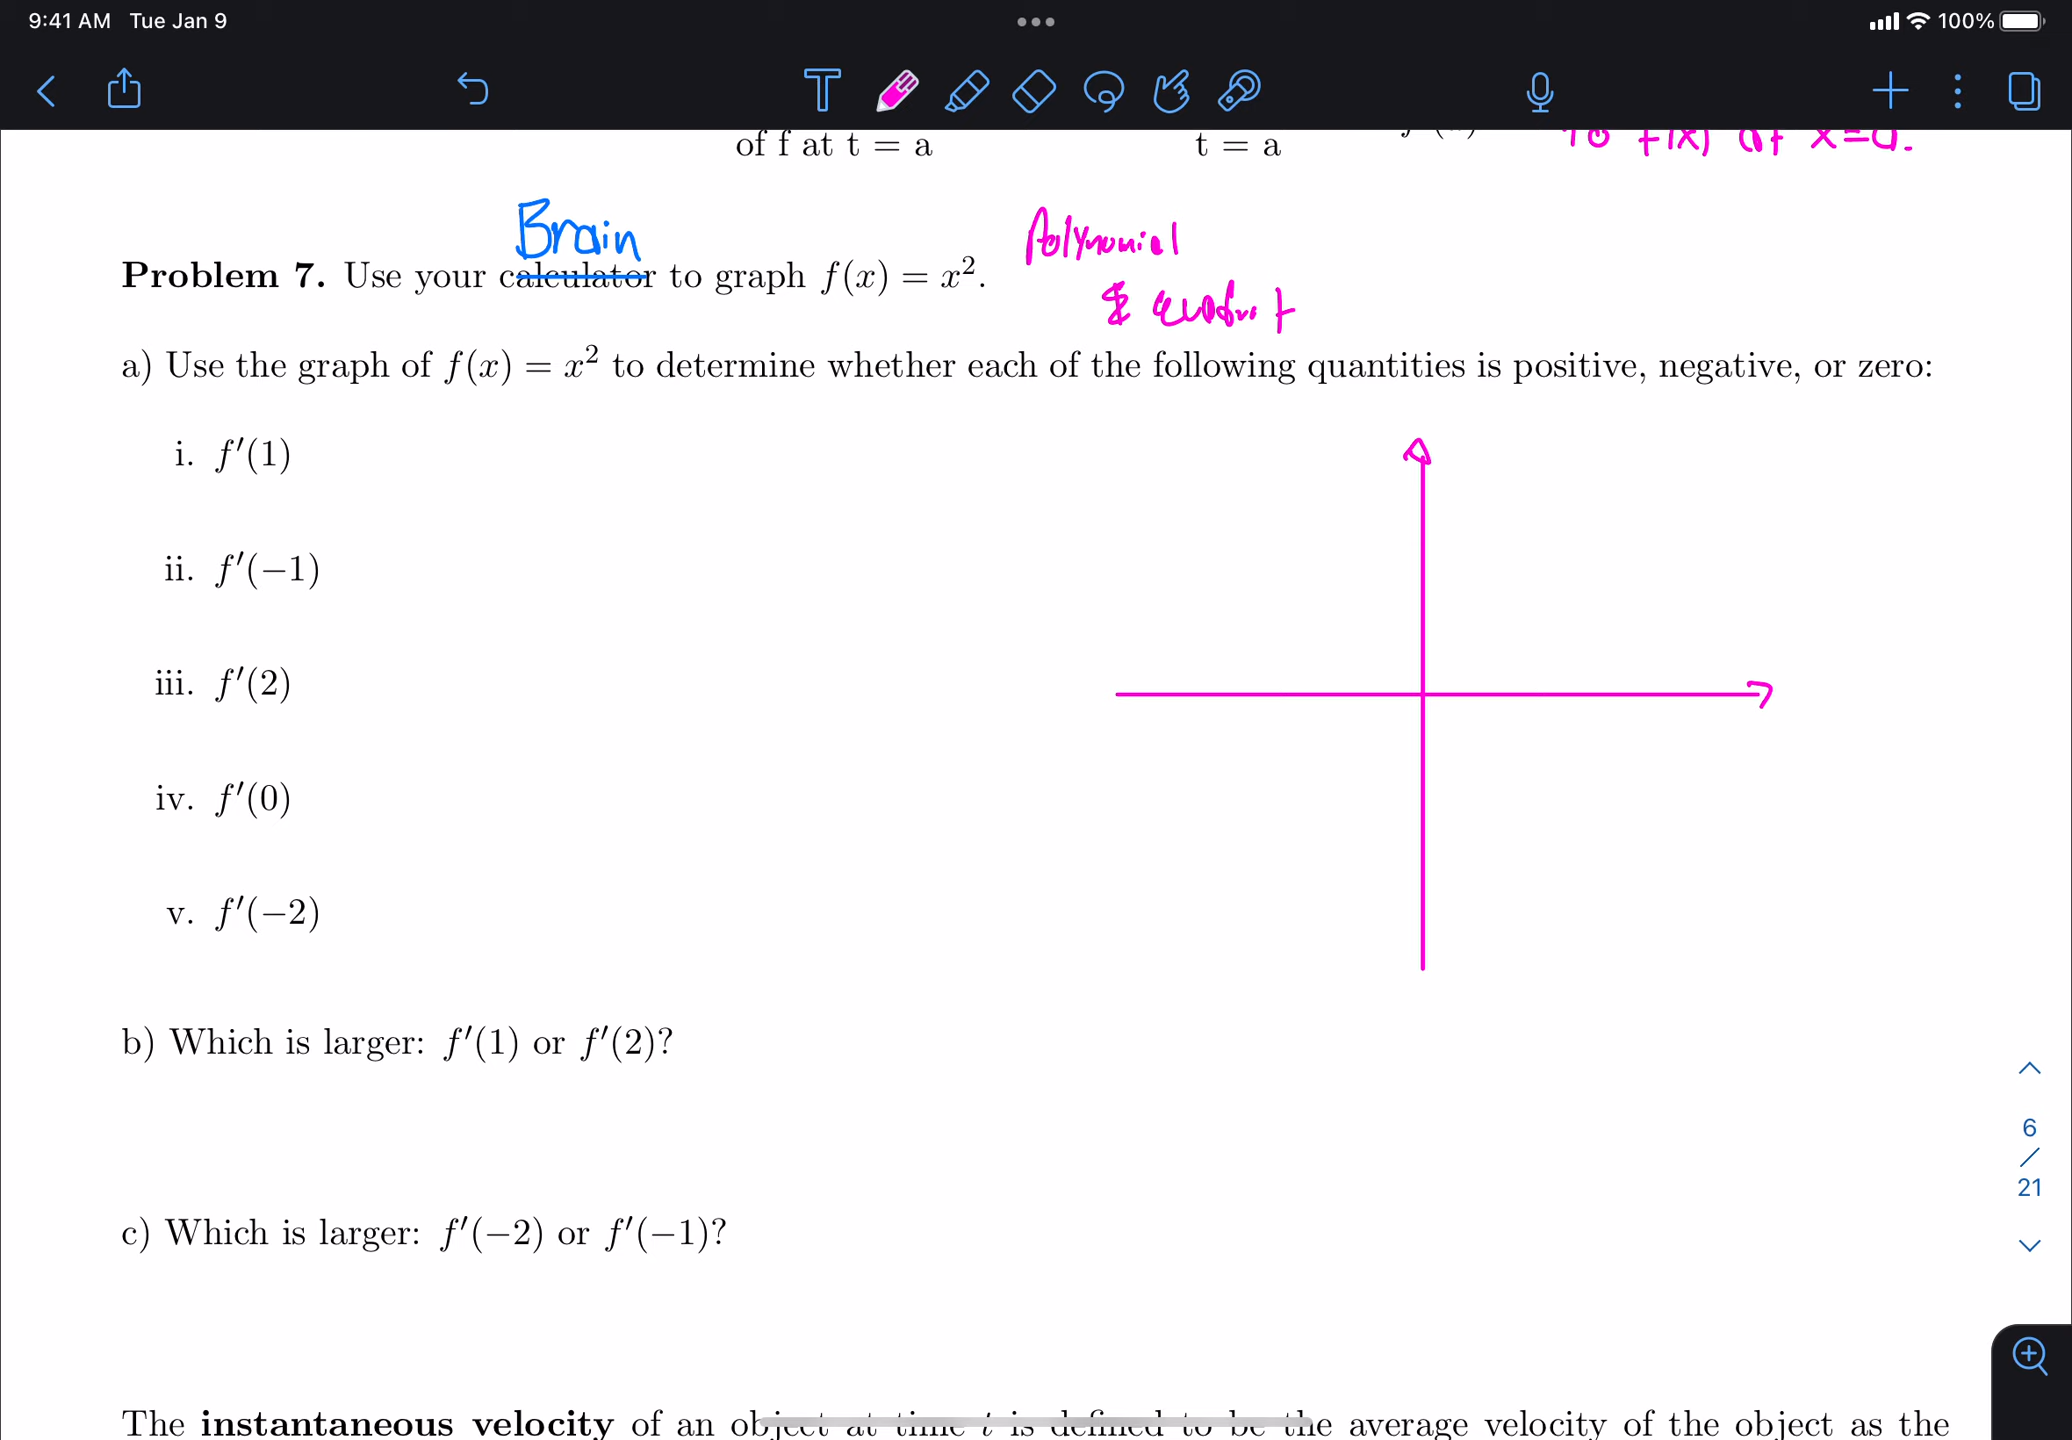 9:41 AM Tue Jan 9
100%
of f at t = a t = a to f(x) at x=a.
Brain
Polynomial
Problem 7. Use your calculator to graph f(x) = x².
&
a) Use the graph of f(x) = x² to determine whether each of the following quantities is positive, negative, or zero:
i. f′(1)
ii. f′(−1)
iii. f′(2)
iv. f′(0)
v. f′(−2)
b) Which is larger: f′(1) or f′(2)?
6
/
21
c) Which is larger: f′(−2) or f′(−1)?
The instantaneous velocity of an object at time t is defined to be the average velocity of the object as the